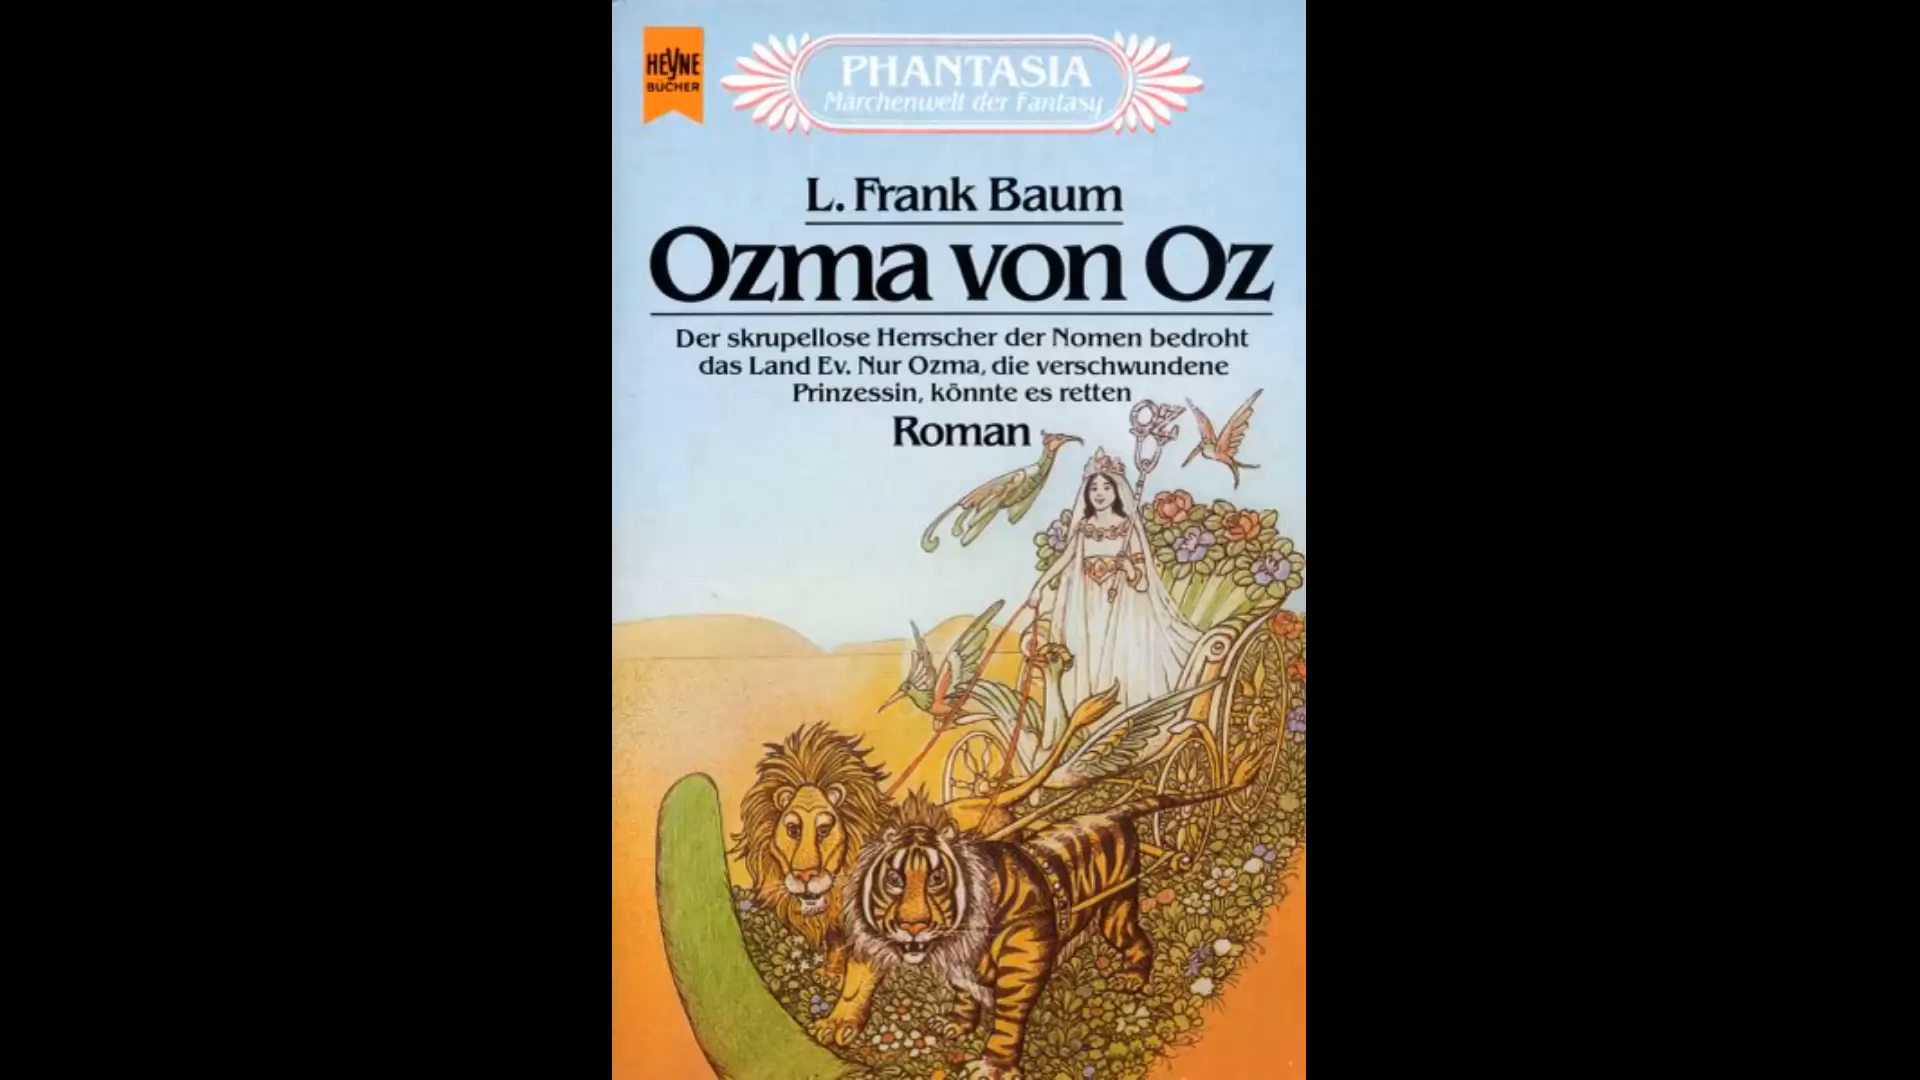 HEYNE
BÜCHER
PHANTASIA
Märchenwelt der Fantasy
L. Frank Baum
Ozma von Oz
Der skrupellose Herrscher der Nomen bedroht
das Land Ev. Nur Ozma, die verschwundene
Prinzessin, könnte es retten
Roman
OZ